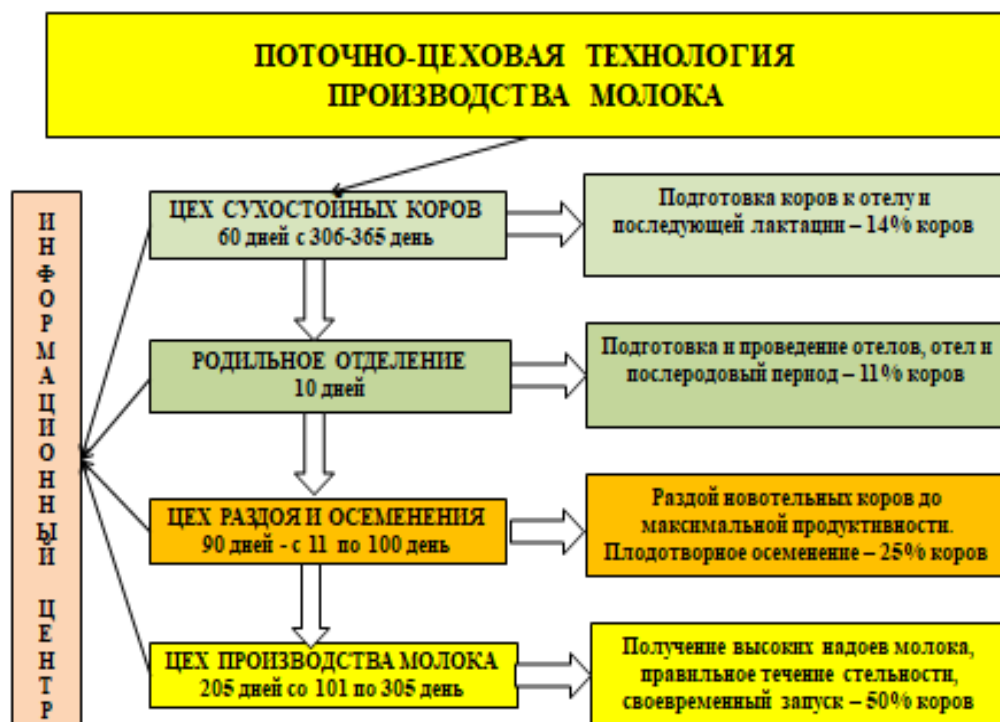 ПОТОЧНО-ЦЕХОВАЯ ТЕХНОЛОГИЯ
ПРОИЗВОДСТВА МОЛОКА
ИНФОРМАЦИОННЫЙ ЦЕНТР
ЦЕХ СУХОСТОЙНЫХ КОРОВ
60 дней с 306-365 день
Подготовка коров к отелу и
последующей лактации – 14% коров
РОДИЛЬНОЕ ОТДЕЛЕНИЕ
10 дней
Подготовка и проведение отелов, отел и
послеродовый период – 11% коров
ЦЕХ РАЗДОЯ И ОСЕМЕНЕНИЯ
90 дней - с 11 по 100 день
Раздой новотельных коров до
максимальной продуктивности.
Плодотворное осеменение – 25% коров
ЦЕХ ПРОИЗВОДСТВА МОЛОКА
205 дней со 101 по 305 день
Получение высоких надоев молока,
правильное течение стельности,
своевременный запуск – 50% коров